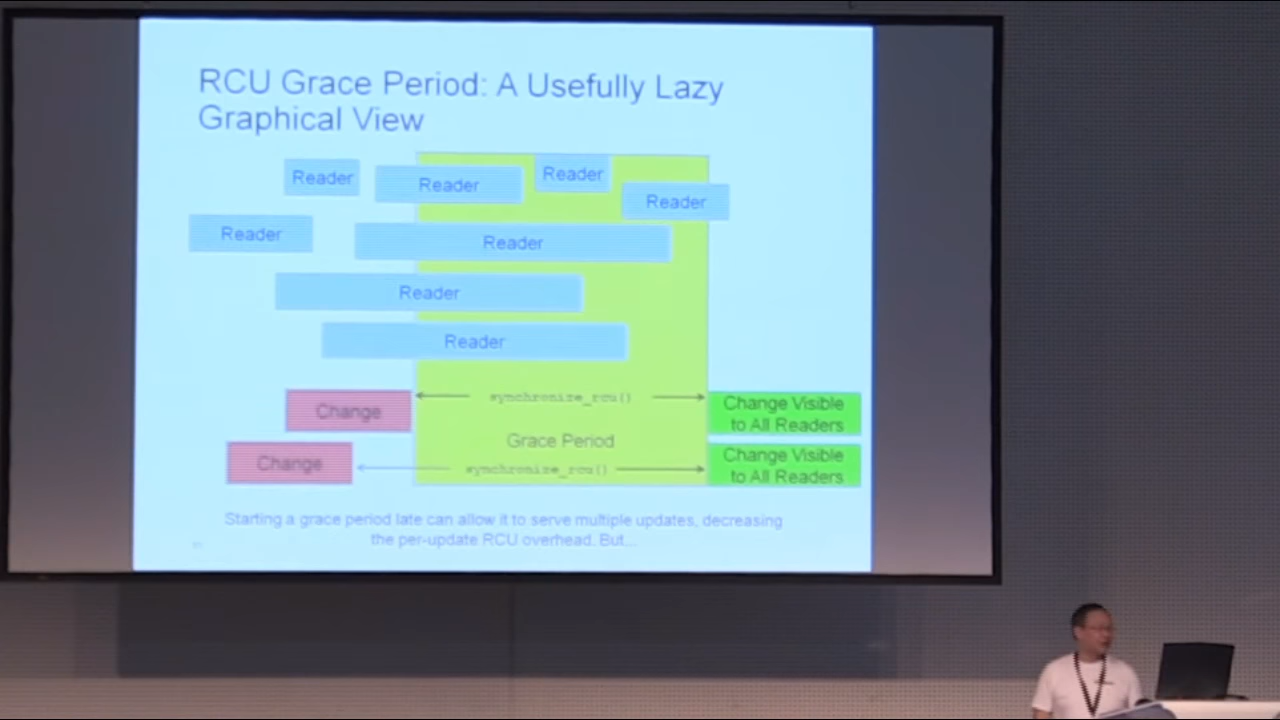 RCU Grace Period: A Usefully Lazy
Graphical View
Reader
Reader
Reader
Reader
Reader
Reader
Reader
Reader
Change
synchronize_rcu()
Change Visible
to All Readers
Grace Period
Change
synchronize_rcu()
Change Visible
to All Readers
Starting a grace period late can allow it to serve multiple updates, decreasing
the per-update RCU overhead. But...